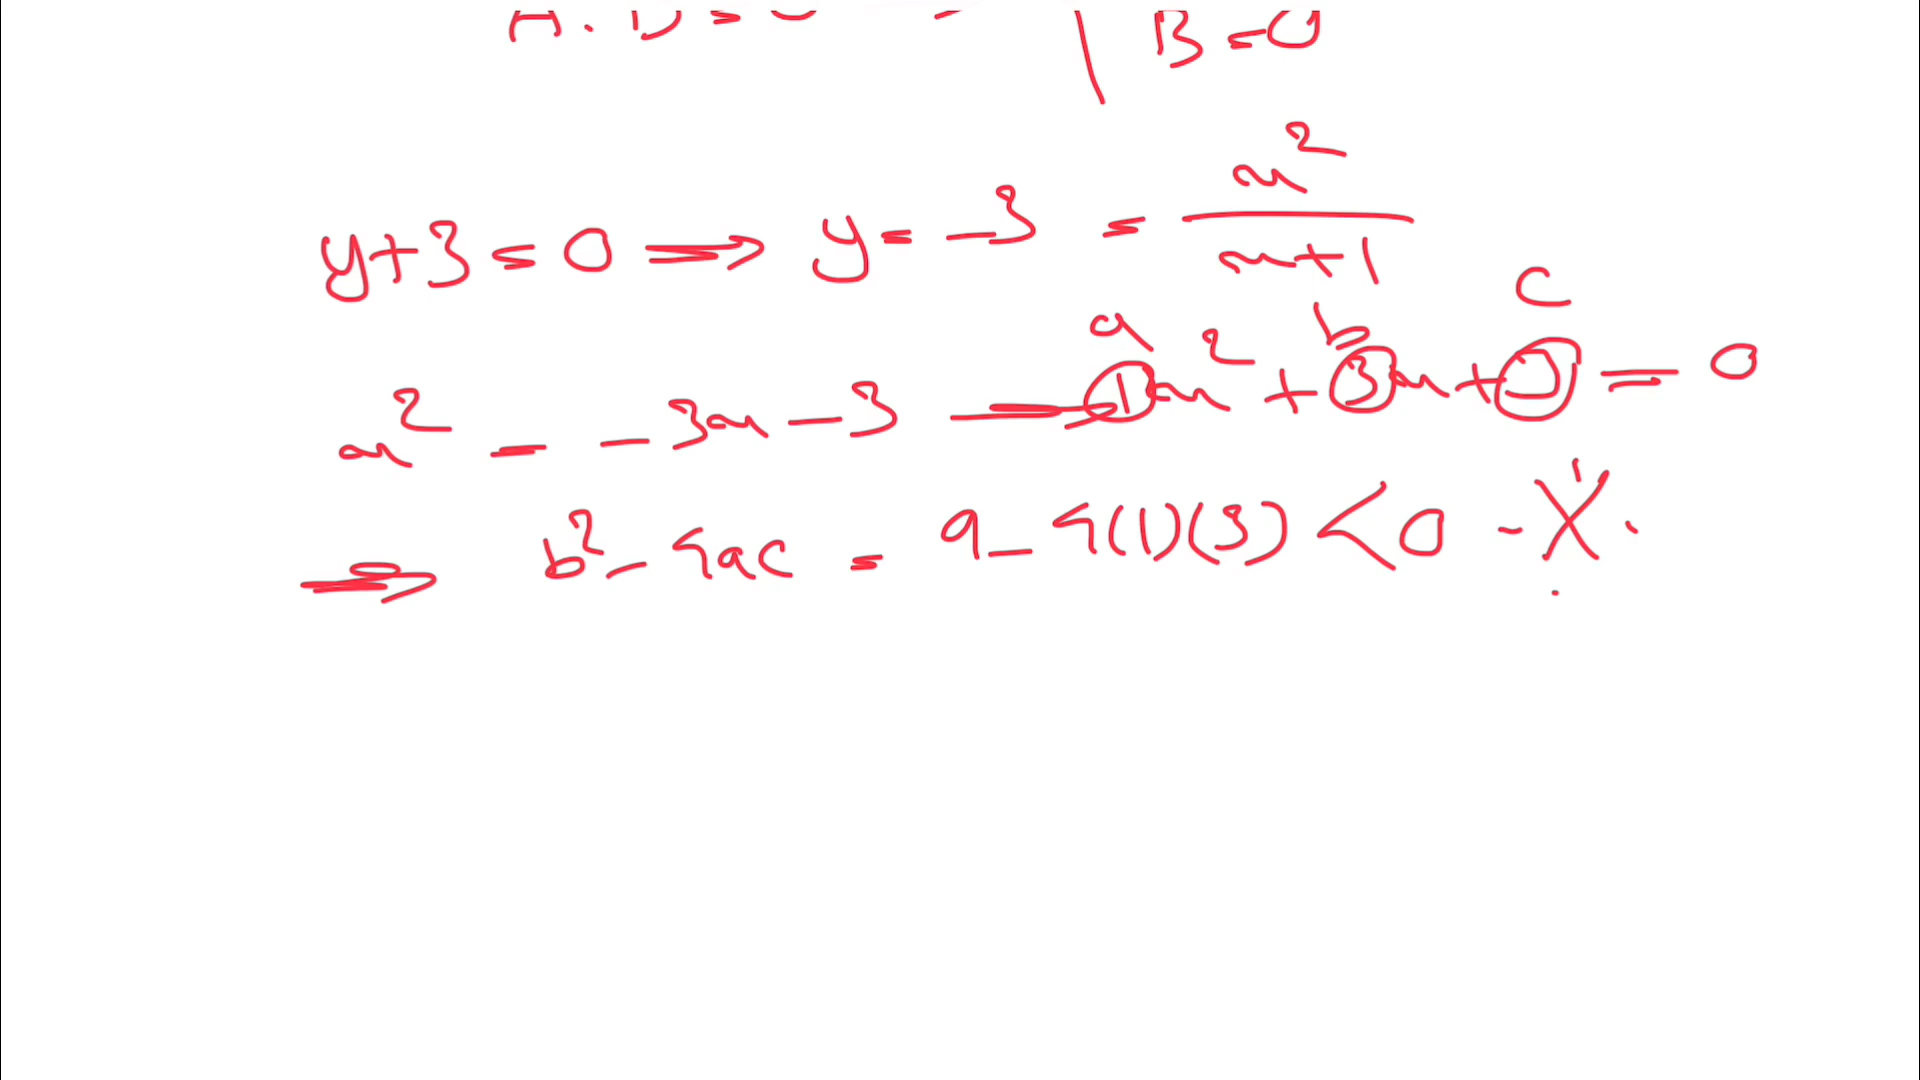 A . B = 0 = | B = 0
y + 3 = 0 ⟹ y = -3 = x² / x+1
a b c
x² = -3x - 3 ⟹ 1x² + 3x + 3 = 0
⟹ b² - 4ac = 9 - 4(1)(3) < 0 - X.